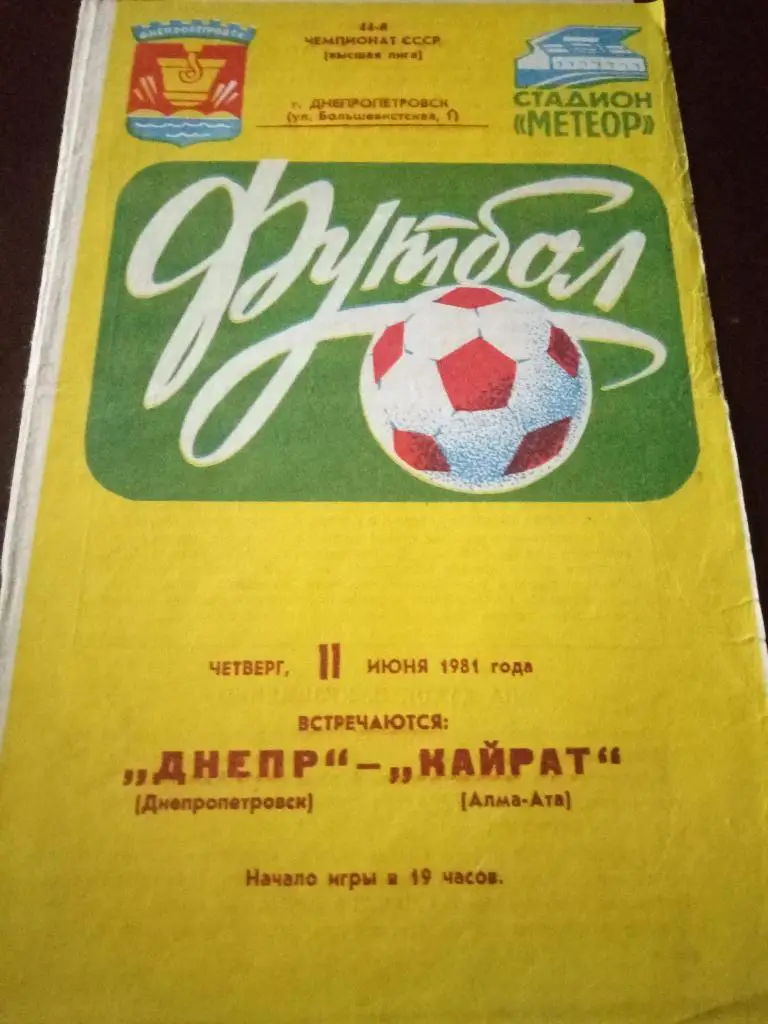 ДНЕПРОПЕТРОВСК
44-й
ЧЕМПИОНАТ СССР
(высшая лига)
г. ДНЕПРОПЕТРОВСК
(ул. Большевистская, 1)
СТАДИОН
«МЕТЕОР»
Футбол
ЧЕТВЕРГ, 11 ИЮНЯ 1981 года
ВСТРЕЧАЮТСЯ:
„ДНЕПР“ – „КАЙРАТ“
(Днепропетровск) (Алма-Ата)
Начало игры в 19 часов.